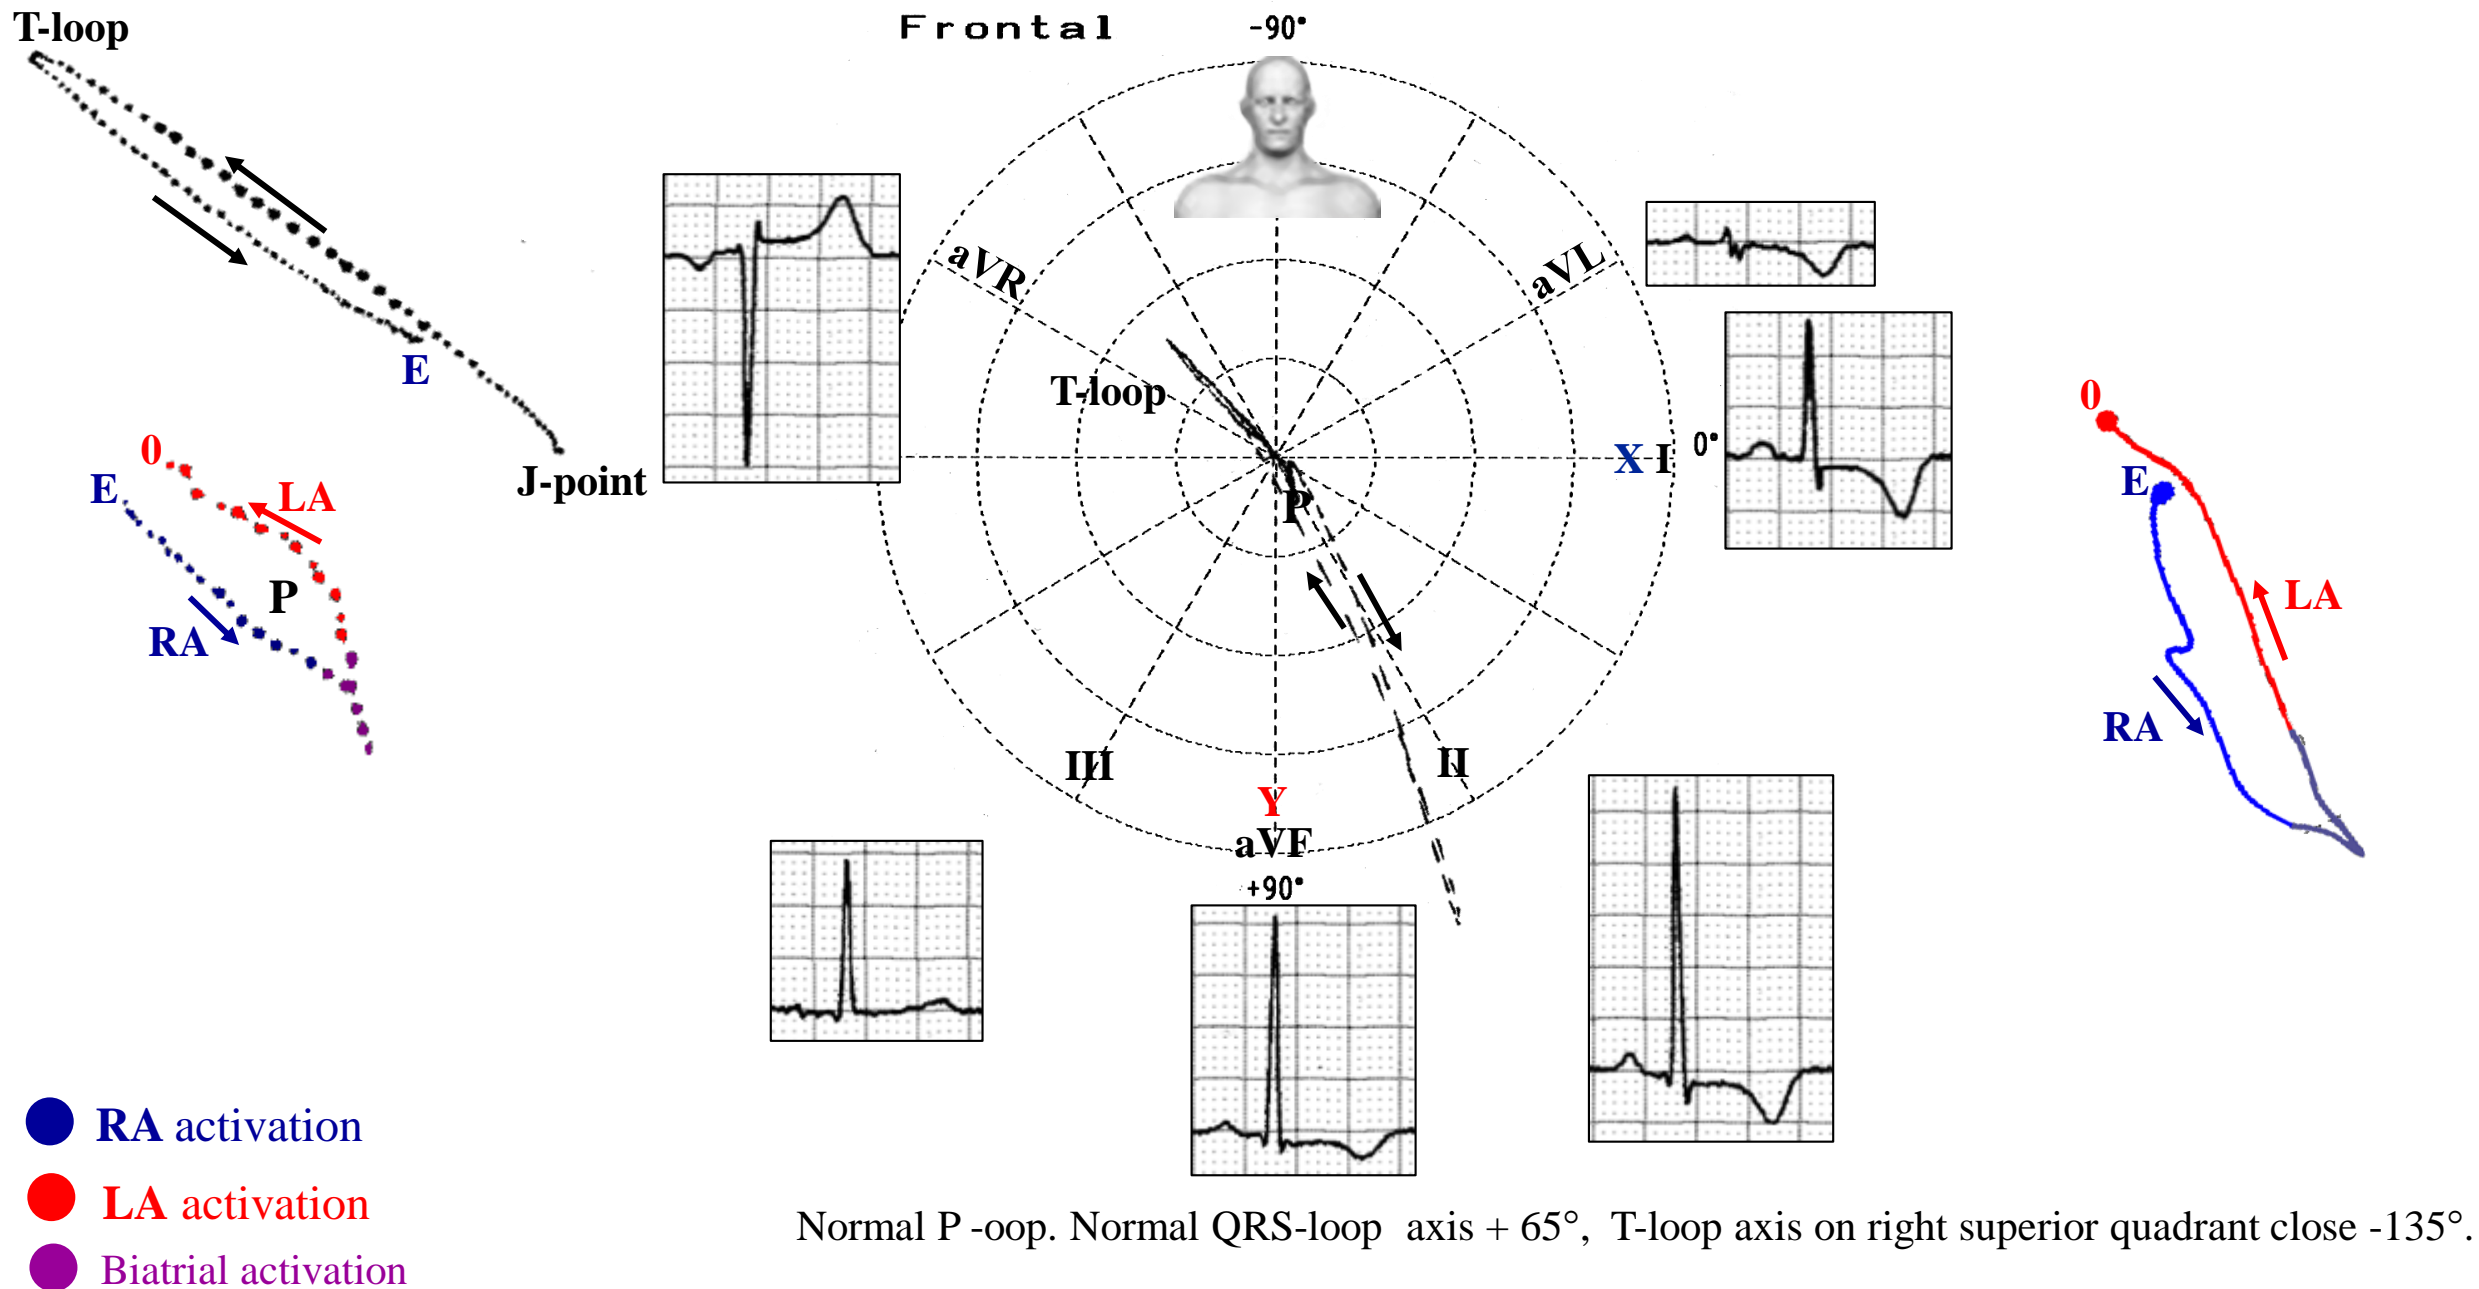 T-loop
Frontal
-90°
aVR
aVL
E
T-loop
0
0
LA
J-point
X I 0°
E
E
P
P
RA
LA
RA
III
II
Y
aVF
+90°
RA activation
LA activation
Biatrial activation
Normal P -oop. Normal QRS-loop axis + 65°, T-loop axis on right superior quadrant close -135°.